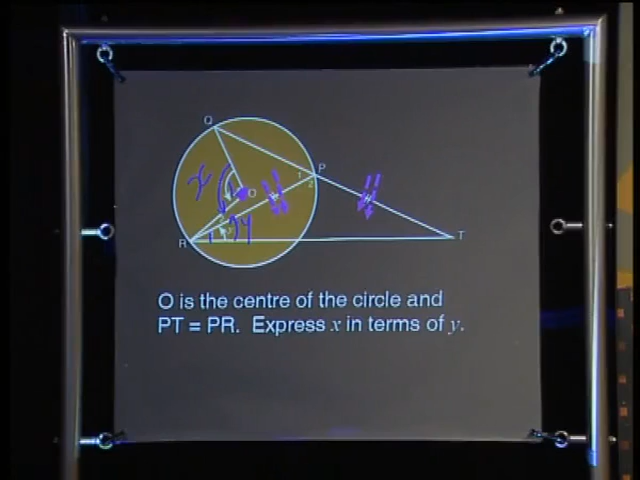 Q
x
O
1
P
2
y
R
T
O is the centre of the circle and
PT = PR. Express x in terms of y.